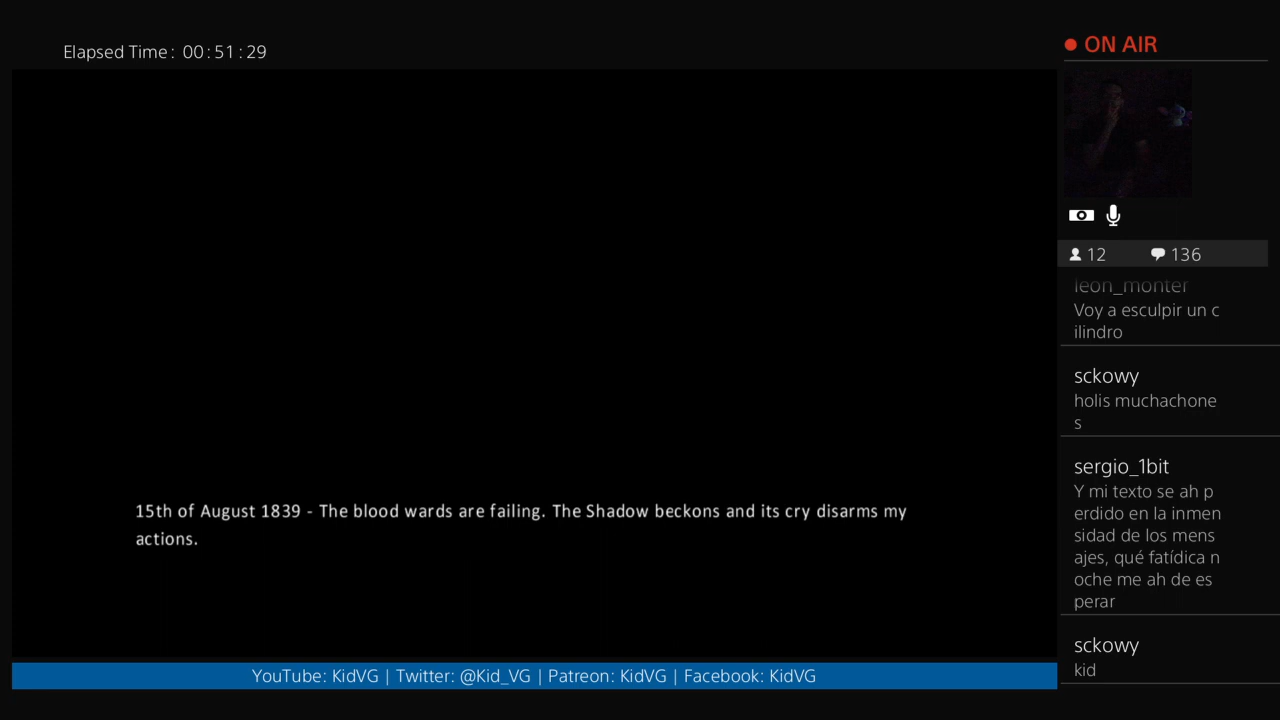 Elapsed Time: 00:51:29
ON AIR
12 136
leon_monter
Voy a esculpir un c
ilindro
sckowy
holis muchachone
s
sergio_1bit
Y mi texto se ah p
erdido en la inmen
sidad de los mens
ajes, qué fatídica n
oche me ah de es
perar
sckowy
kid
15th of August 1839 - The blood wards are failing. The Shadow beckons and its cry disarms my
actions.
YouTube: KidVG | Twitter: @Kid_VG | Patreon: KidVG | Facebook: KidVG